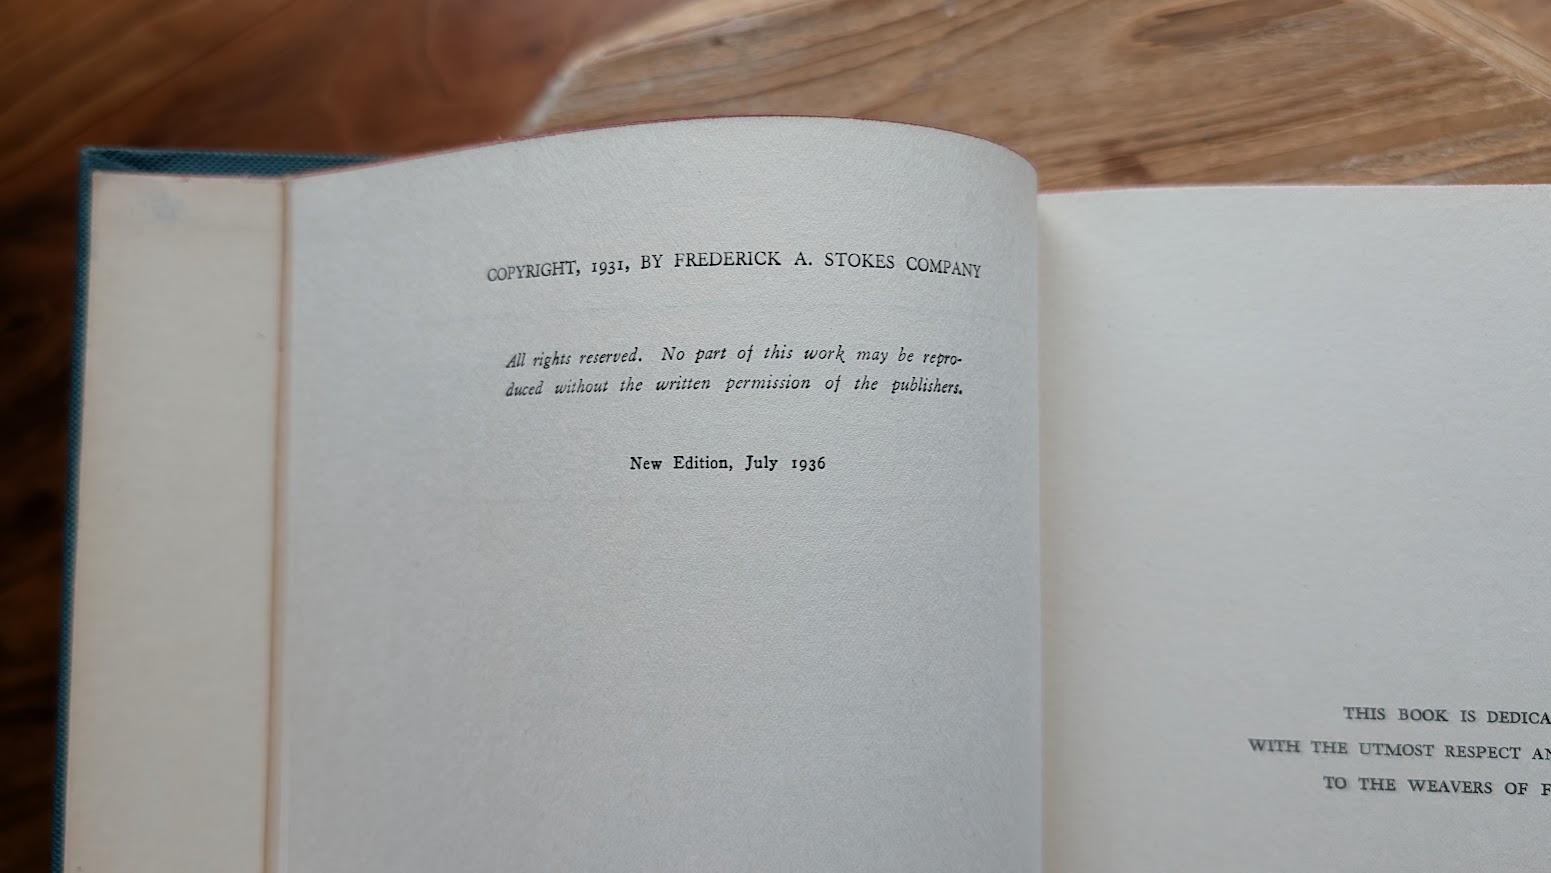 COPYRIGHT, 1931, BY FREDERICK A. STOKES COMPANY
All rights reserved. No part of this work may be repro-
duced without the written permission of the publishers.
New Edition, July 1936
THIS BOOK IS DEDICA
WITH THE UTMOST RESPECT AN
TO THE WEAVERS OF F